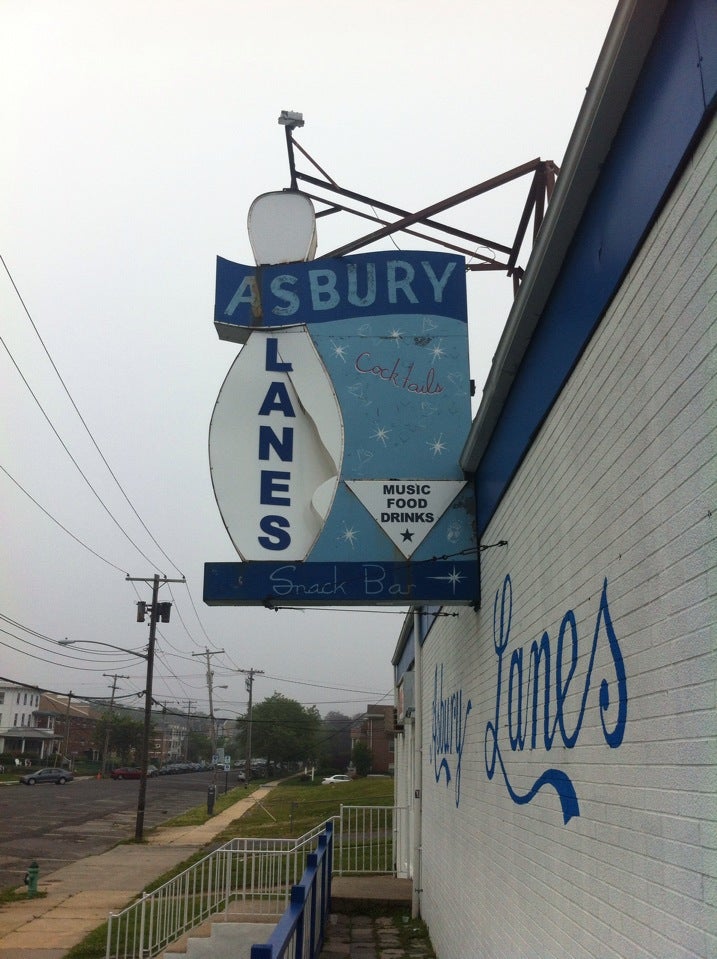 ASBURY
LANES
Cocktails
MUSIC
FOOD
DRINKS
Snack Bar
Asbury
Lanes